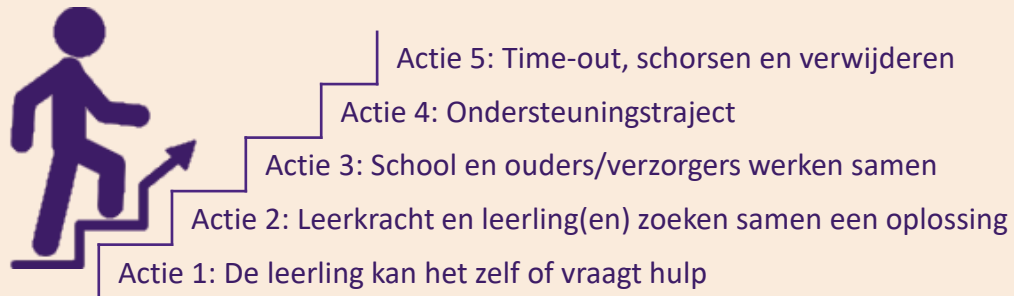 Actie 5: Time-out, schorsen en verwijderen
Actie 4: Ondersteuningstraject
Actie 3: School en ouders/verzorgers werken samen
Actie 2: Leerkracht en leerling(en) zoeken samen een oplossing
Actie 1: De leerling kan het zelf of vraagt hulp